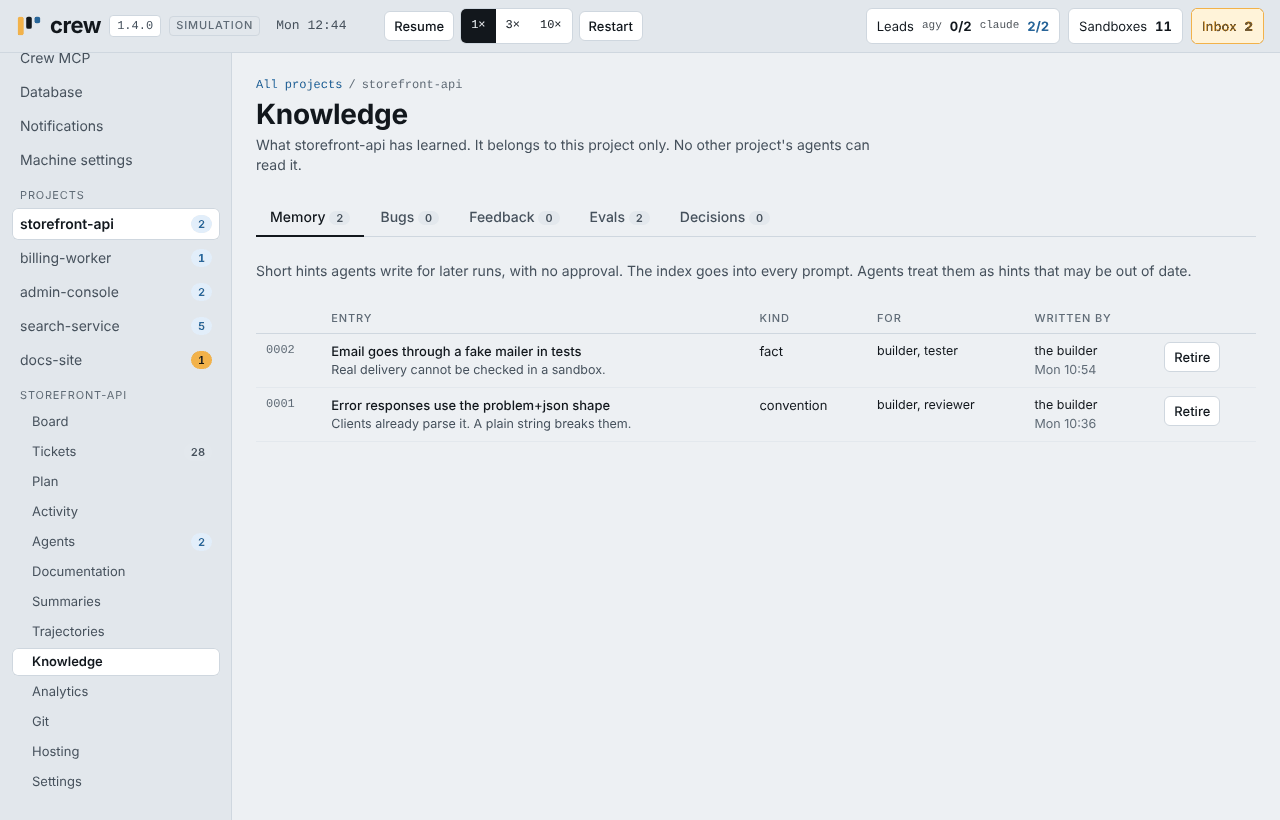 crew 1.4.0 SIMULATION Mon 12:44 Resume 1× 3× 10× Restart Leads agy 0/2 claude 2/2 Sandboxes 11 Inbox 2
Crew MCP
Database
Notifications
Machine settings
PROJECTS
storefront-api 2
billing-worker 1
admin-console 2
search-service 5
docs-site 1
STOREFRONT-API
Board
Tickets 28
Plan
Activity
Agents 2
Documentation
Summaries
Trajectories
Knowledge
Analytics
Git
Hosting
Settings
All projects / storefront-api
Knowledge
What storefront-api has learned. It belongs to this project only. No other project's agents can
read it.
Memory 2 Bugs 0 Feedback 0 Evals 2 Decisions 0
Short hints agents write for later runs, with no approval. The index goes into every prompt. Agents treat them as hints that may be out of date.
ENTRY KIND FOR WRITTEN BY
0002 Email goes through a fake mailer in tests fact builder, tester the builder Retire
Real delivery cannot be checked in a sandbox. Mon 10:54
0001 Error responses use the problem+json shape convention builder, reviewer the builder Retire
Clients already parse it. A plain string breaks them. Mon 10:36